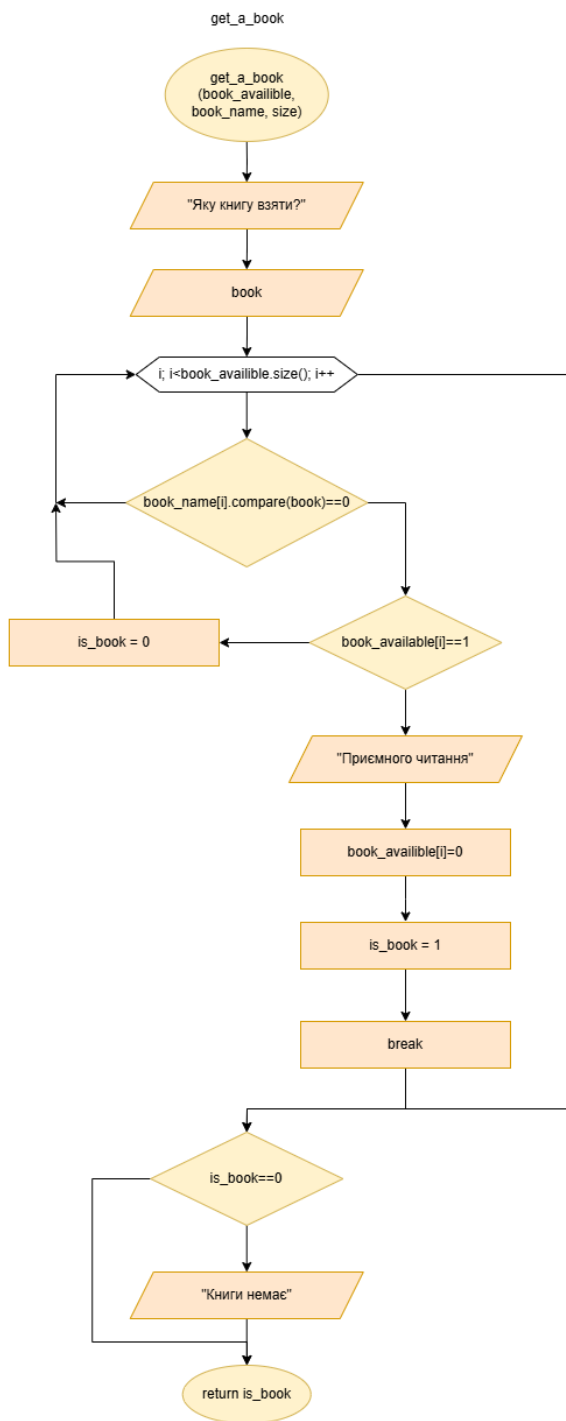 get_a_book
get_a_book
(book_availible,
book_name, size)
"Яку книгу взяти?"
book
i; i<book_availible.size(); i++
book_name[i].compare(book)==0
is_book = 0
book_available[i]==1
"Приємного читання"
book_availible[i]=0
is_book = 1
break
is_book==0
"Книги немає"
return is_book